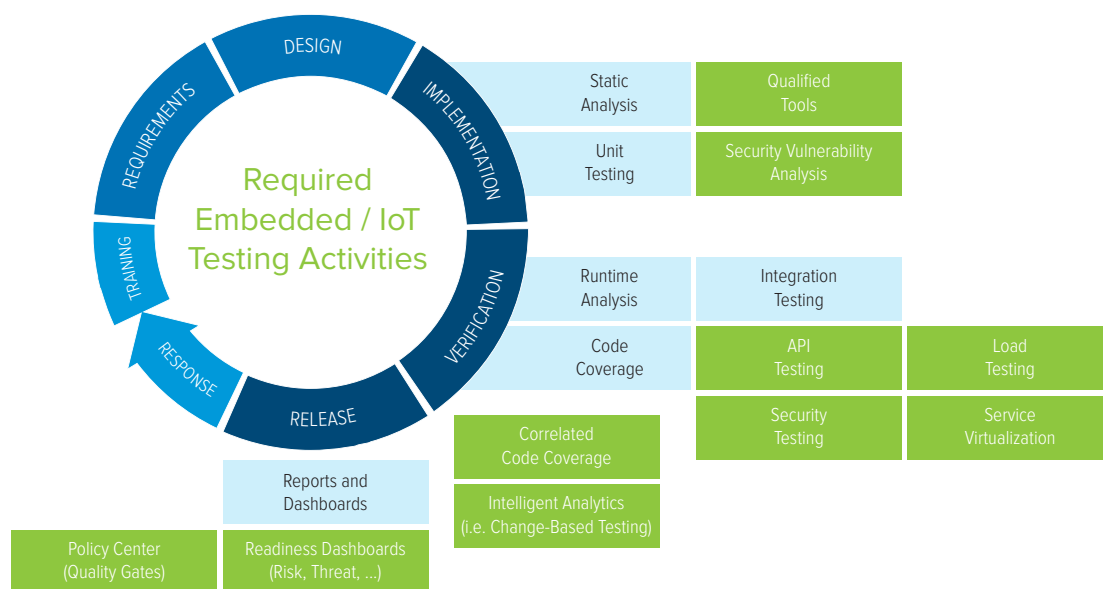 DESIGN
REQUIREMENTS
IMPLEMENTATION
TRAINING
VERIFICATION
RESPONSE
RELEASE
Required
Embedded / IoT
Testing Activities
Static
Analysis
Qualified
Tools
Unit
Testing
Security Vulnerability
Analysis
Runtime
Analysis
Integration
Testing
Code
Coverage
API
Testing
Load
Testing
Security
Testing
Service
Virtualization
Correlated
Code Coverage
Intelligent Analytics
(i.e. Change-Based Testing)
Reports and
Dashboards
Policy Center
(Quality Gates)
Readiness Dashboards
(Risk, Threat, ...)